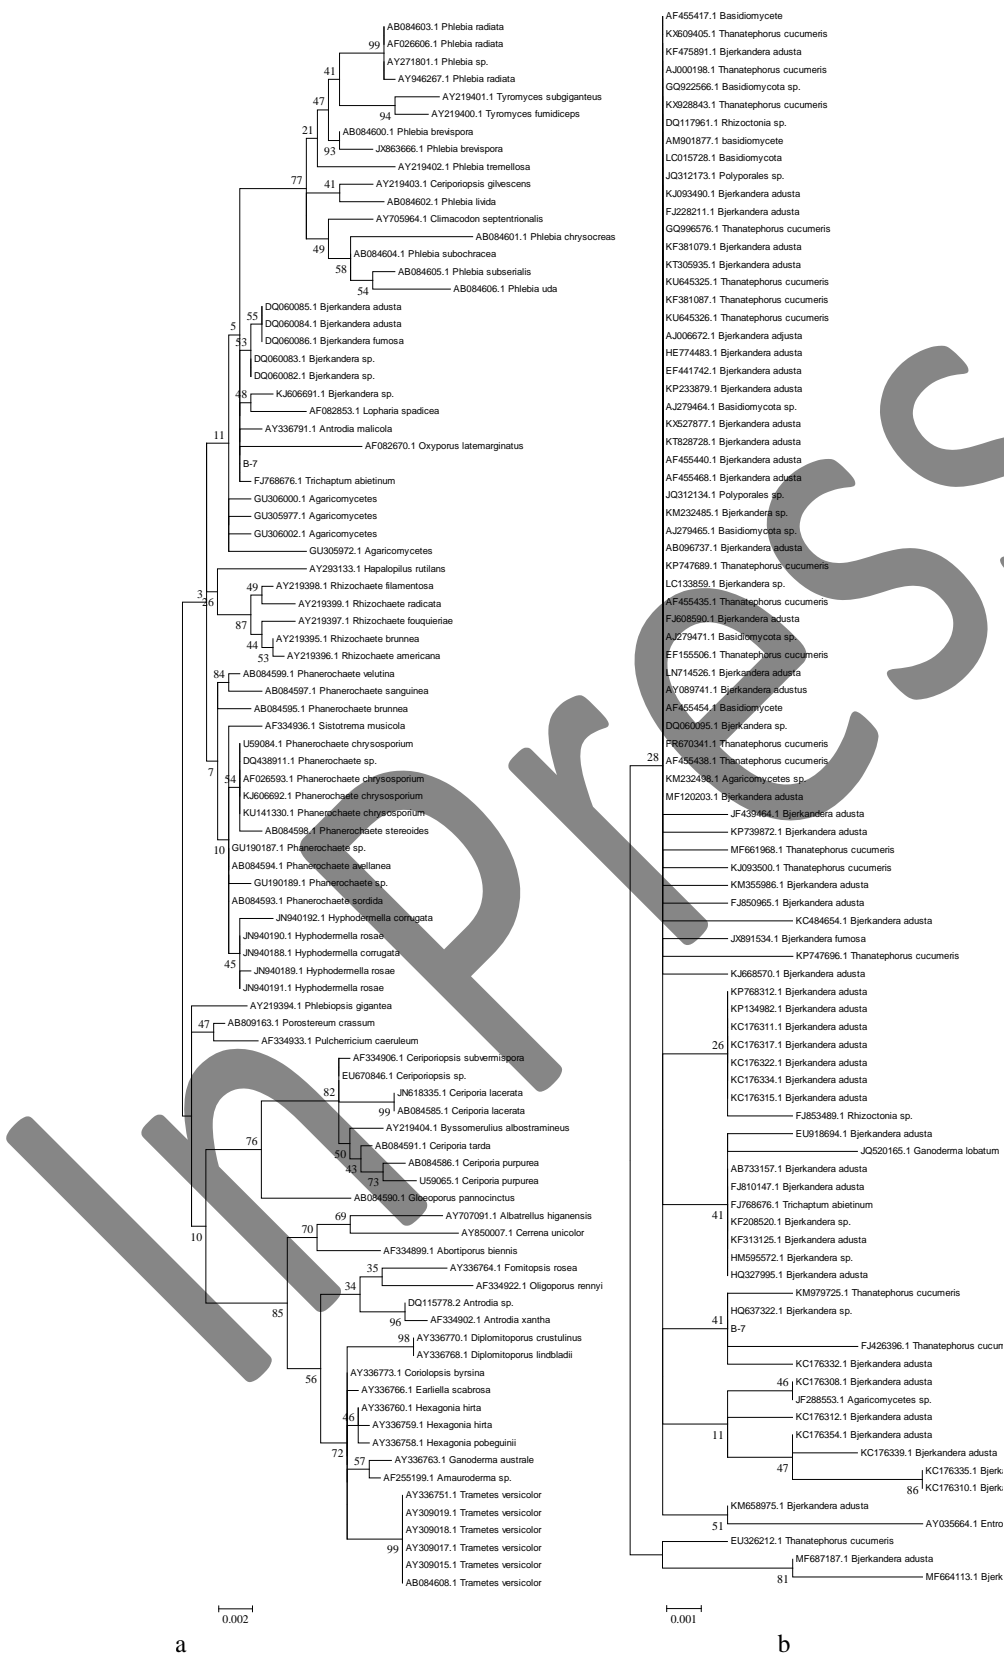 AB084603.1 Phlebia radiata
AF026606.1 Phlebia radiata
99
AY271801.1 Phlebia sp.
AY946267.1 Phlebia radiata
41
AY219401.1 Tyromyces subgiganteus
47
AY219400.1 Tyromyces fumidiceps
94
21
AB084600.1 Phlebia brevispora
93
JX863666.1 Phlebia brevispora
AY219402.1 Phlebia tremellosa
77
41
AY219403.1 Ceriporiopsis gilvescens
AB084602.1 Phlebia livida
AY705964.1 Climacodon septentrionalis
49
AB084601.1 Phlebia chrysocreas
AB084604.1 Phlebia subochracea
58
AB084605.1 Phlebia subserialis
54
AB084606.1 Phlebia uda
DQ060085.1 Bjerkandera adusta
55
5
DQ060084.1 Bjerkandera adusta
53
DQ060086.1 Bjerkandera fumosa
DQ060083.1 Bjerkandera sp.
DQ060082.1 Bjerkandera sp.
48
KJ606691.1 Bjerkandera sp.
AF082853.1 Lopharia spadicea
AY336791.1 Antrodia malicola
11
AF082670.1 Oxyporus latemarginatus
B-7
FJ768676.1 Trichaptum abietinum
GU306000.1 Agaricomycetes
GU305977.1 Agaricomycetes
GU306002.1 Agaricomycetes
GU305972.1 Agaricomycetes
AY293133.1 Hapalopilus rutilans
49
AY219398.1 Rhizochaete filamentosa
3
26
AY219399.1 Rhizochaete radicata
87
AY219397.1 Rhizochaete fouquieriae
44
AY219395.1 Rhizochaete brunnea
53
AY219396.1 Rhizochaete americana
84
AB084599.1 Phanerochaete velutina
AB084597.1 Phanerochaete sanguinea
AB084595.1 Phanerochaete brunnea
AF334936.1 Sistotrema musicola
U59084.1 Phanerochaete chrysosporium
7
DQ438911.1 Phanerochaete sp.
54
AF026593.1 Phanerochaete chrysosporium
KJ606692.1 Phanerochaete chrysosporium
KU141330.1 Phanerochaete chrysosporium
AB084598.1 Phanerochaete stereoides
10
GU190187.1 Phanerochaete sp.
AB084594.1 Phanerochaete avellanea
GU190189.1 Phanerochaete sp.
AB084593.1 Phanerochaete sordida
JN940192.1 Hyphodermella corrugata
JN940190.1 Hyphodermella rosae
JN940188.1 Hyphodermella corrugata
45
JN940189.1 Hyphodermella rosae
JN940191.1 Hyphodermella rosae
AY219394.1 Phlebiopsis gigantea
47
AB809163.1 Porostereum crassum
AF334933.1 Pulcherricium caeruleum
AF334906.1 Ceriporiopsis subvermispora
EU670846.1 Ceriporiopsis sp.
82
JN618335.1 Ceriporia lacerata
99
AB084585.1 Ceriporia lacerata
76
AY219404.1 Byssomerulius albostramineus
50
AB084591.1 Ceriporia tarda
43
AB084586.1 Ceriporia purpurea
73
U59065.1 Ceriporia purpurea
AB084590.1 Gloeoporus pannocinctus
10
69
AY707091.1 Albatrellus higanensis
70
AY850007.1 Cerrena unicolor
AF334899.1 Abortiporus biennis
35
AY336764.1 Fomitopsis rosea
34
AF334922.1 Oligoporus rennyi
85
DQ115778.2 Antrodia sp.
96
AF334902.1 Antrodia xantha
98
AY336770.1 Diplomitoporus crustulinus
AY336768.1 Diplomitoporus lindbladii
56
AY336773.1 Coriolopsis byrsina
AY336766.1 Earliella scabrosa
46
AY336760.1 Hexagonia hirta
AY336759.1 Hexagonia hirta
72
AY336758.1 Hexagonia pobeguinii
57
AY336763.1 Ganoderma australe
AF255199.1 Amauroderma sp.
AY336751.1 Trametes versicolor
AY309019.1 Trametes versicolor
AY309018.1 Trametes versicolor
99
AY309017.1 Trametes versicolor
AY309015.1 Trametes versicolor
AB084608.1 Trametes versicolor
0.002
a
AF455417.1 Basidiomycete
KX609405.1 Thanatephorus cucumeris
KF475891.1 Bjerkandera adusta
AJ000198.1 Thanatephorus cucumeris
GQ922566.1 Basidiomycota sp.
KX928843.1 Thanatephorus cucumeris
DQ117961.1 Rhizoctonia sp.
AM901877.1 basidiomycete
LC015728.1 Basidiomycota
JQ312173.1 Polyporales sp.
KJ093490.1 Bjerkandera adusta
FJ228211.1 Bjerkandera adusta
GQ996576.1 Thanatephorus cucumeris
KF381079.1 Bjerkandera adusta
KT305935.1 Bjerkandera adusta
KU645325.1 Thanatephorus cucumeris
KF381087.1 Thanatephorus cucumeris
KU645326.1 Thanatephorus cucumeris
AJ006672.1 Bjerkandera adjusta
HE774483.1 Bjerkandera adusta
EF441742.1 Bjerkandera adusta
KP233879.1 Bjerkandera adusta
AJ279464.1 Basidiomycota sp.
KX527877.1 Bjerkandera adusta
KT828728.1 Bjerkandera adusta
AF455440.1 Bjerkandera adusta
AF455468.1 Bjerkandera adusta
JQ312134.1 Polyporales sp.
KM232485.1 Bjerkandera sp.
AJ279465.1 Basidiomycota sp.
AB096737.1 Bjerkandera adusta
KP747689.1 Thanatephorus cucumeris
LC133859.1 Bjerkandera sp.
AF455435.1 Thanatephorus cucumeris
FJ608590.1 Bjerkandera adusta
AJ279471.1 Basidiomycota sp.
EF155506.1 Thanatephorus cucumeris
LN714526.1 Bjerkandera adusta
AY089741.1 Bjerkandera adustus
AF455454.1 Basidiomycete
DQ060095.1 Bjerkandera sp.
FR670341.1 Thanatephorus cucumeris
28
AF455438.1 Thanatephorus cucumeris
KM232498.1 Agaricomycetes sp.
MF120203.1 Bjerkandera adusta
JF439464.1 Bjerkandera adusta
KP739872.1 Bjerkandera adusta
MF661968.1 Thanatephorus cucumeris
KJ093500.1 Thanatephorus cucumeris
KM355986.1 Bjerkandera adusta
FJ850965.1 Bjerkandera adusta
KC484654.1 Bjerkandera adusta
JX891534.1 Bjerkandera fumosa
KP747696.1 Thanatephorus cucumeris
KJ668570.1 Bjerkandera adusta
KP768312.1 Bjerkandera adusta
KP134982.1 Bjerkandera adusta
KC176311.1 Bjerkandera adusta
26
KC176317.1 Bjerkandera adusta
KC176322.1 Bjerkandera adusta
KC176334.1 Bjerkandera adusta
KC176315.1 Bjerkandera adusta
FJ853489.1 Rhizoctonia sp.
EU918694.1 Bjerkandera adusta
JQ520165.1 Ganoderma lobatum
AB733157.1 Bjerkandera adusta
FJ810147.1 Bjerkandera adusta
FJ768676.1 Trichaptum abietinum
41
KF208520.1 Bjerkandera sp.
KF313125.1 Bjerkandera adusta
HM595572.1 Bjerkandera sp.
HQ327995.1 Bjerkandera adusta
KM979725.1 Thanatephorus cucumeris
HQ637322.1 Bjerkandera sp.
41
B-7
FJ426396.1 Thanatephorus cucum
KC176332.1 Bjerkandera adusta
46
KC176308.1 Bjerkandera adusta
JF288553.1 Agaricomycetes sp.
KC176312.1 Bjerkandera adusta
11
KC176354.1 Bjerkandera adusta
KC176339.1 Bjerkandera adusta
47
KC176335.1 Bjerk
86
KC176310.1 Bjerk
KM658975.1 Bjerkandera adusta
51
AY035664.1 Entro
EU326212.1 Thanatephorus cucumeris
MF687187.1 Bjerkandera adusta
81
MF664113.1 Bjerk
0.001
b
In Press